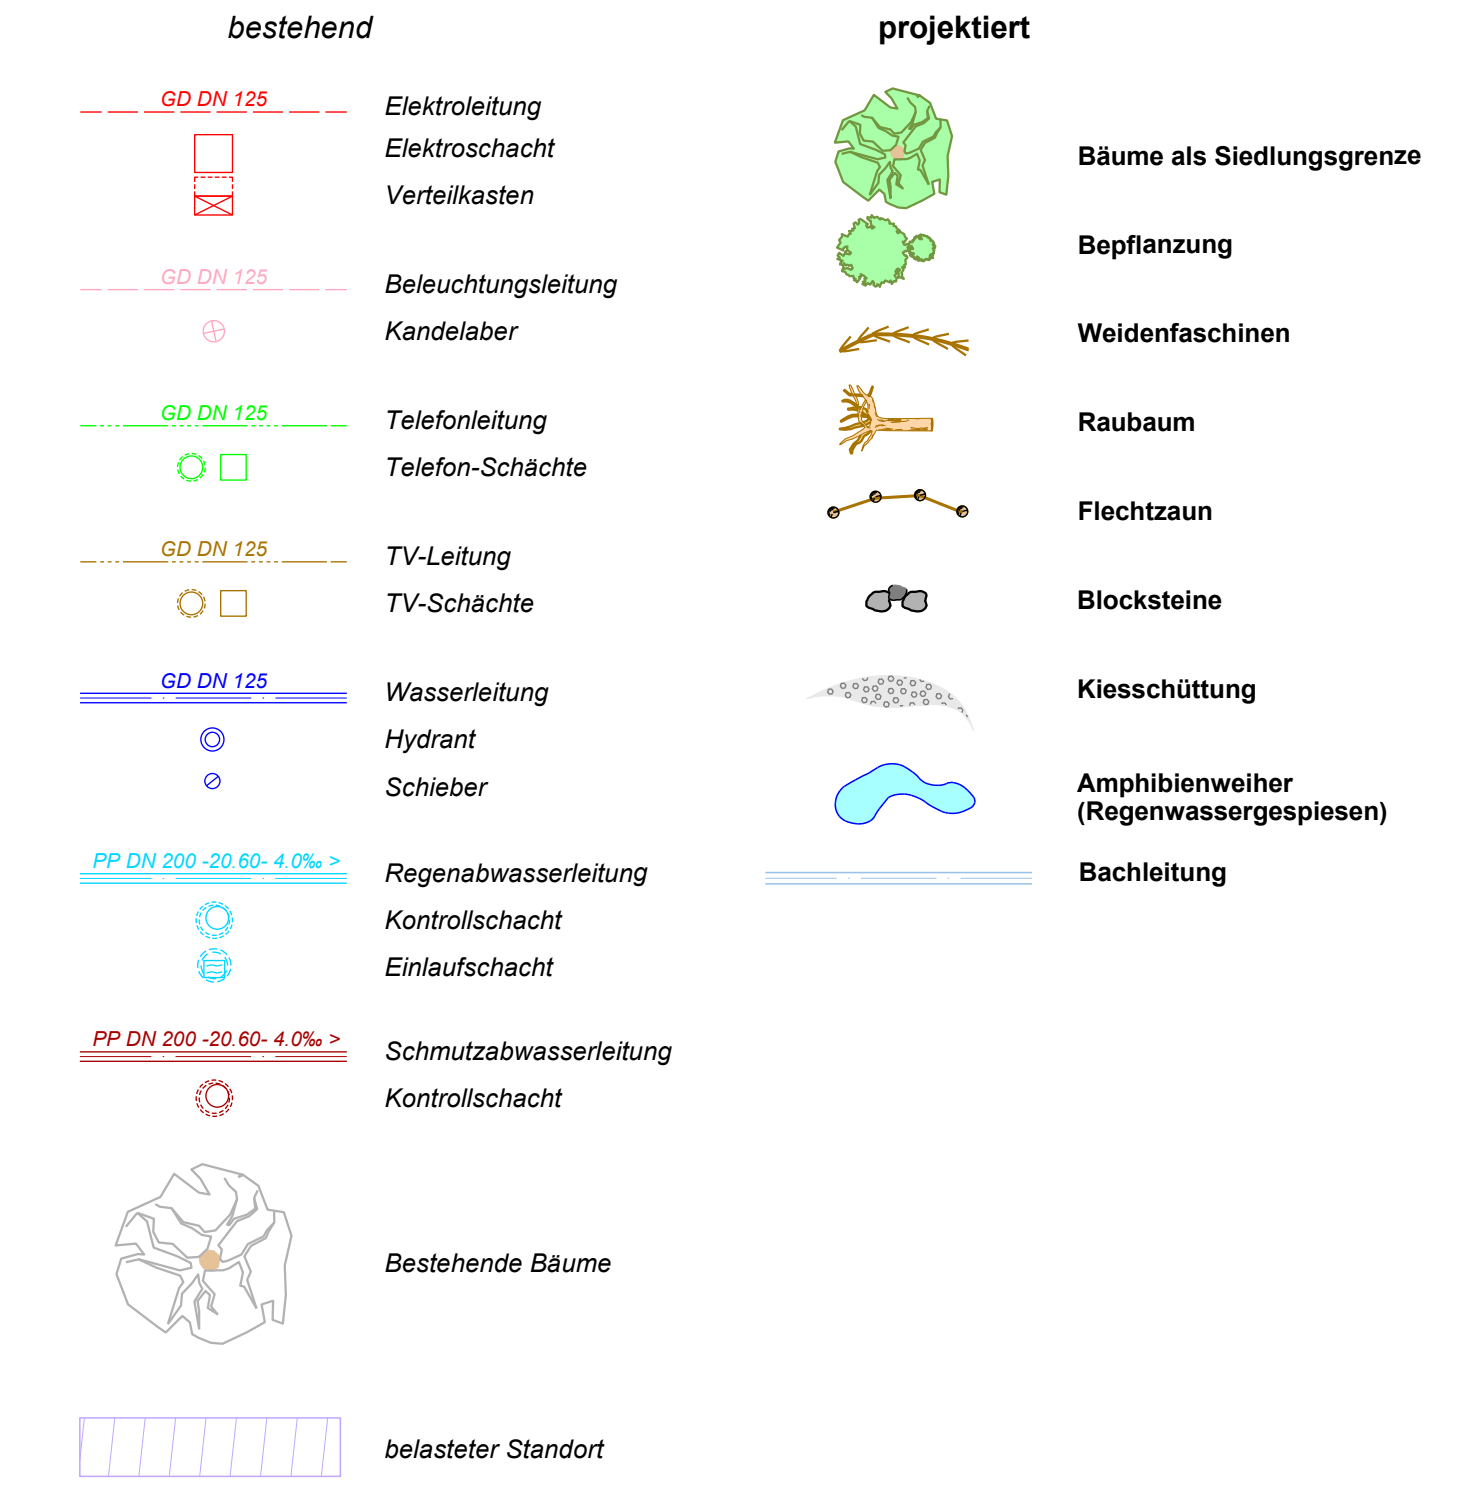 bestehend
projektiert
GD DN 125
Elektroleitung
Elektroschacht
Verteilkasten
GD DN 125
Beleuchtungsleitung
Kandelaber
GD DN 125
Telefonleitung
Telefon-Schächte
GD DN 125
TV-Leitung
TV-Schächte
GD DN 125
Wasserleitung
Hydrant
Schieber
PP DN 200 -20.60- 4.0‰ >
Regenabwasserleitung
Kontrollschacht
Einlaufschacht
PP DN 200 -20.60- 4.0‰ >
Schmutzabwasserleitung
Kontrollschacht
Bestehende Bäume
belasteter Standort
Bäume als Siedlungsgrenze
Bepflanzung
Weidenfaschinen
Raubaum
Flechtzaun
Blocksteine
Kiesschüttung
Amphibienweiher
(Regenwassergespiesen)
Bachleitung